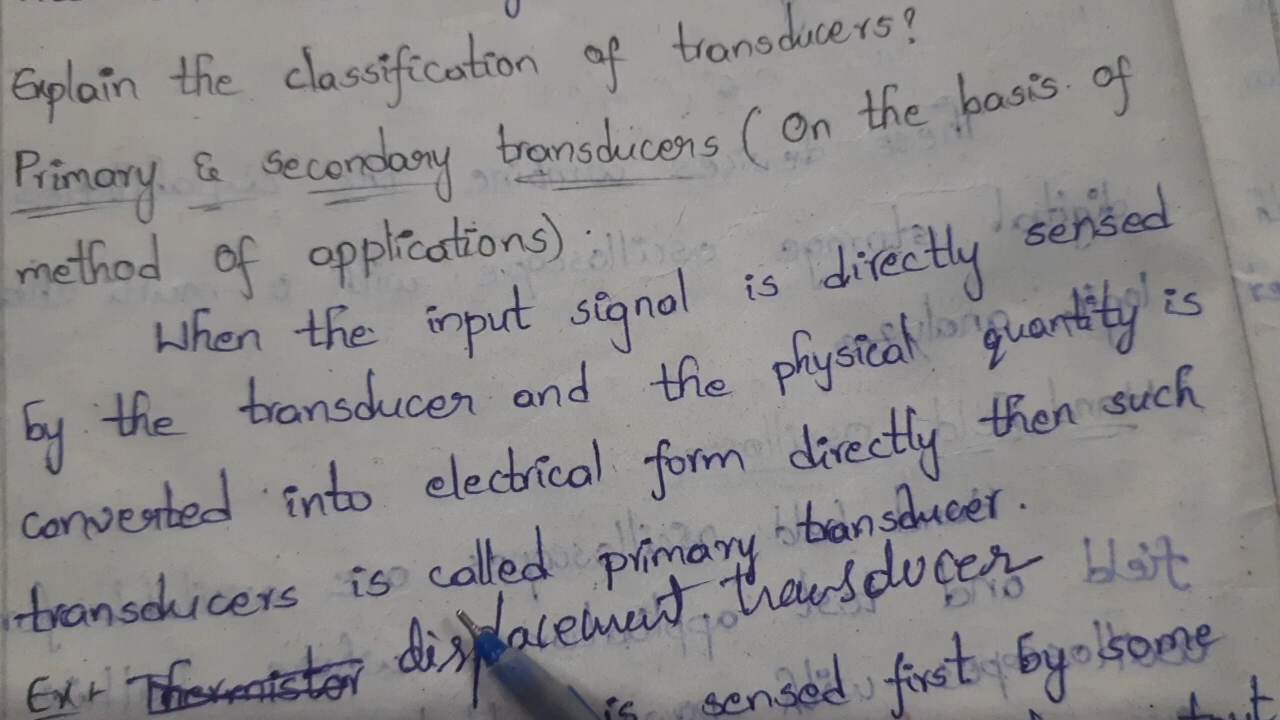 Explain the classification of transducers?
Primary & secondary transducers (On the basis of
method of applications).
When the input signal is directly sensed
by the transducer and the physical quantity is
converted into electrical form directly then such
transducers is called primary transducer.
Ex:- Thermistor displacement transducer
is sensed first by some